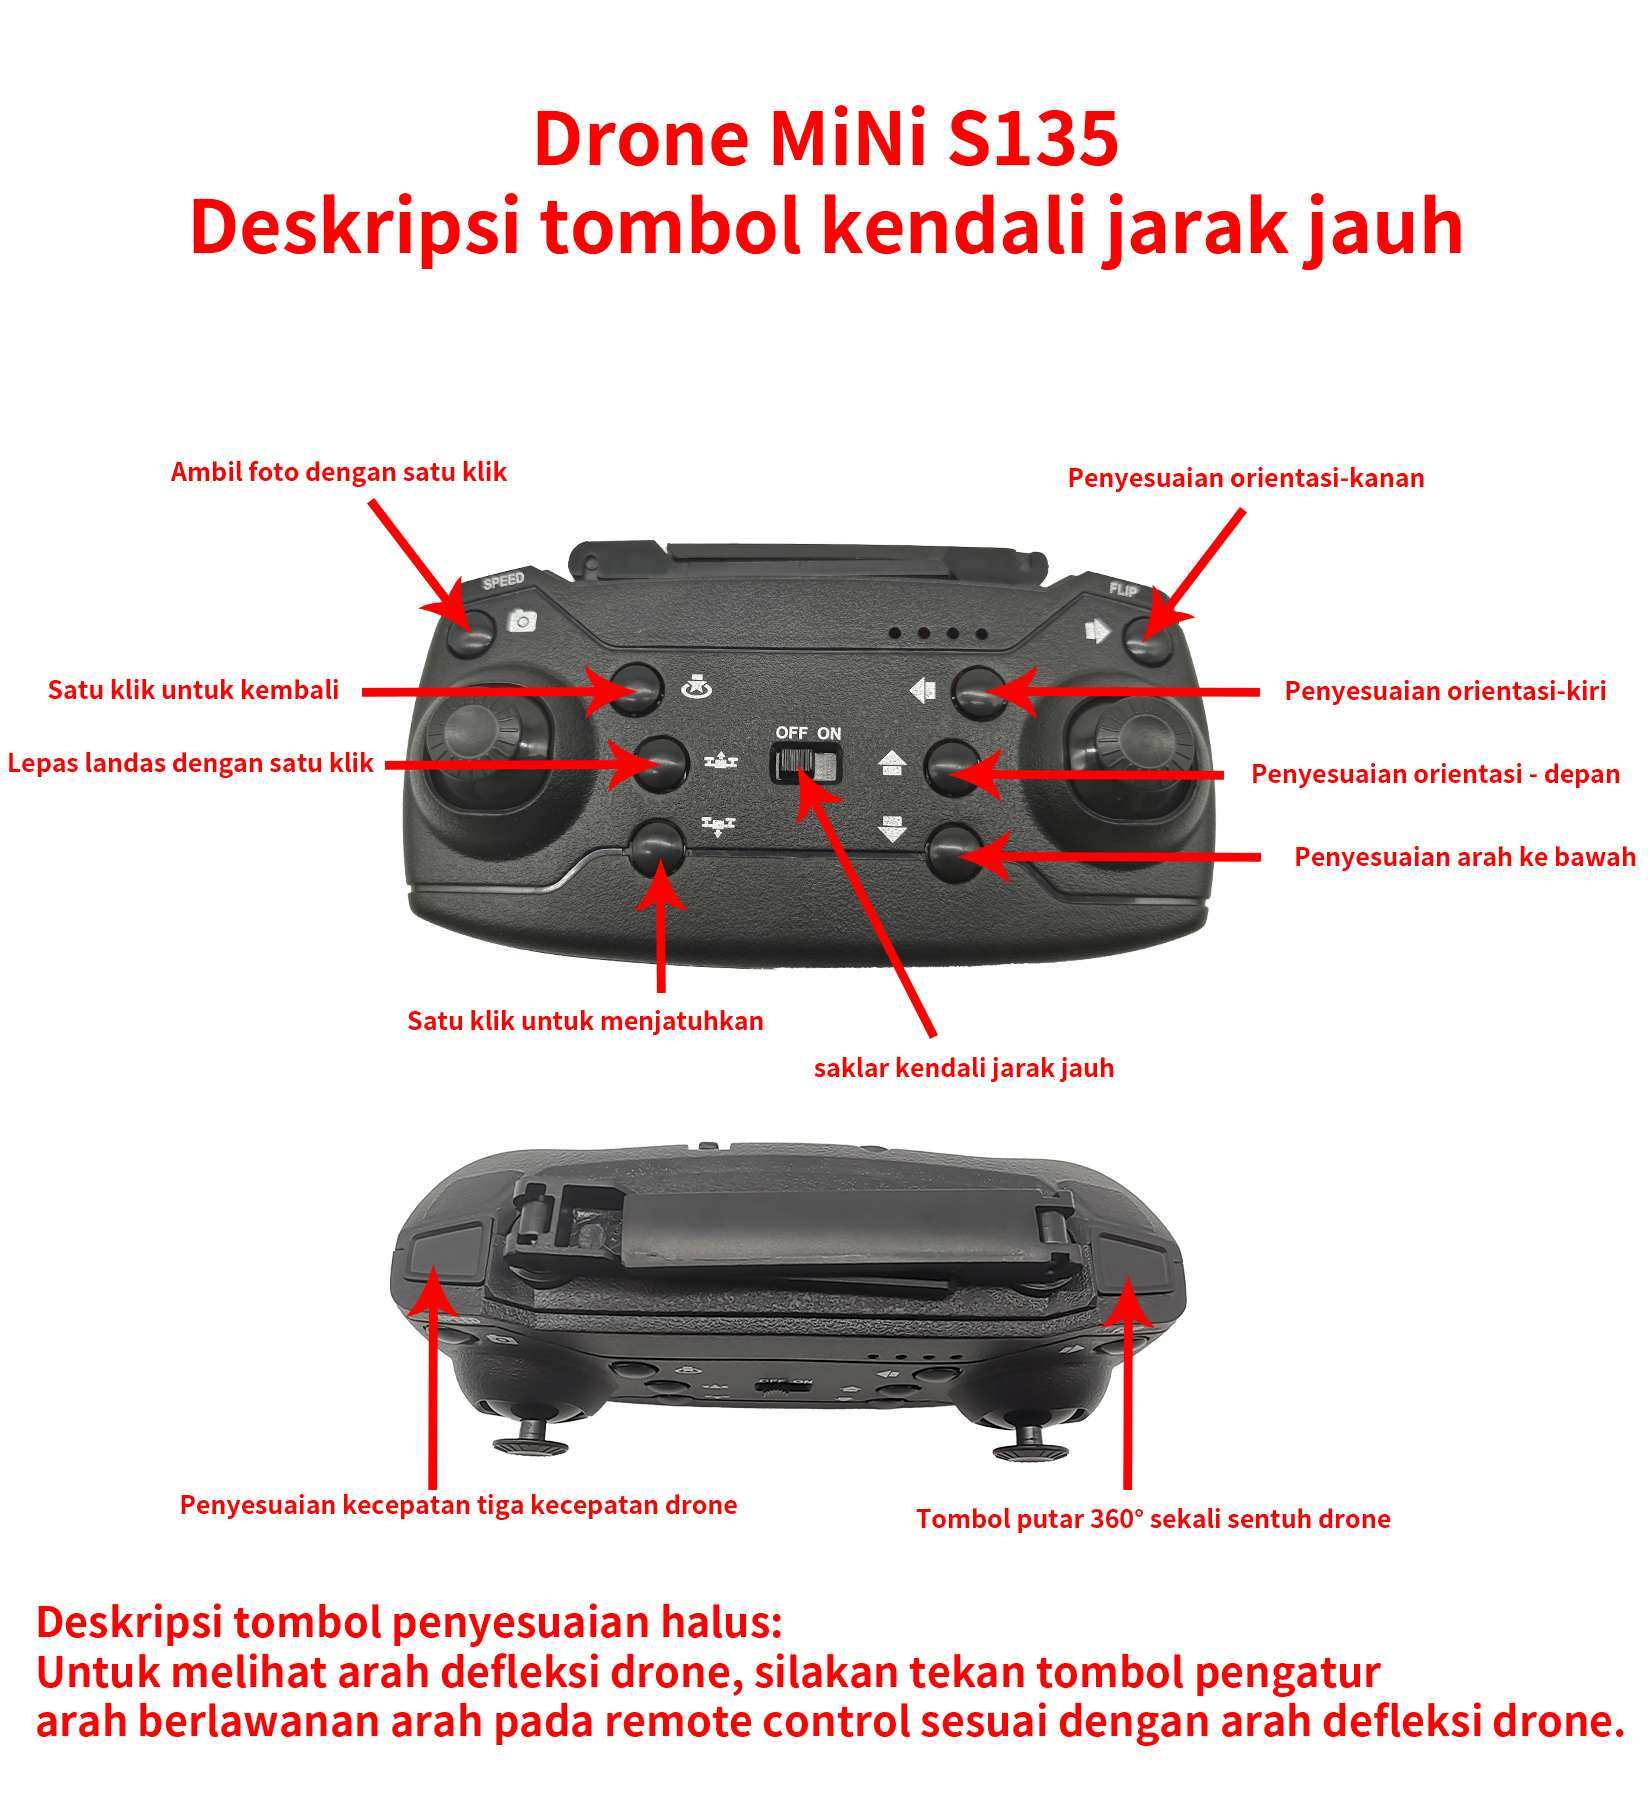 Drone MiNi S135
Deskripsi tombol kendali jarak jauh
Ambil foto dengan satu klik
Penyesuaian orientasi-kanan
SPEED
FLIP
Satu klik untuk kembali
Penyesuaian orientasi-kiri
OFF ON
Lepas landas dengan satu klik
Penyesuaian orientasi - depan
Penyesuaian arah ke bawah
Satu klik untuk menjatuhkan
saklar kendali jarak jauh
OFF ON
Penyesuaian kecepatan tiga kecepatan drone
Tombol putar 360° sekali sentuh drone
Deskripsi tombol penyesuaian halus:
Untuk melihat arah defleksi drone, silakan tekan tombol pengatur
arah berlawanan arah pada remote control sesuai dengan arah defleksi drone.